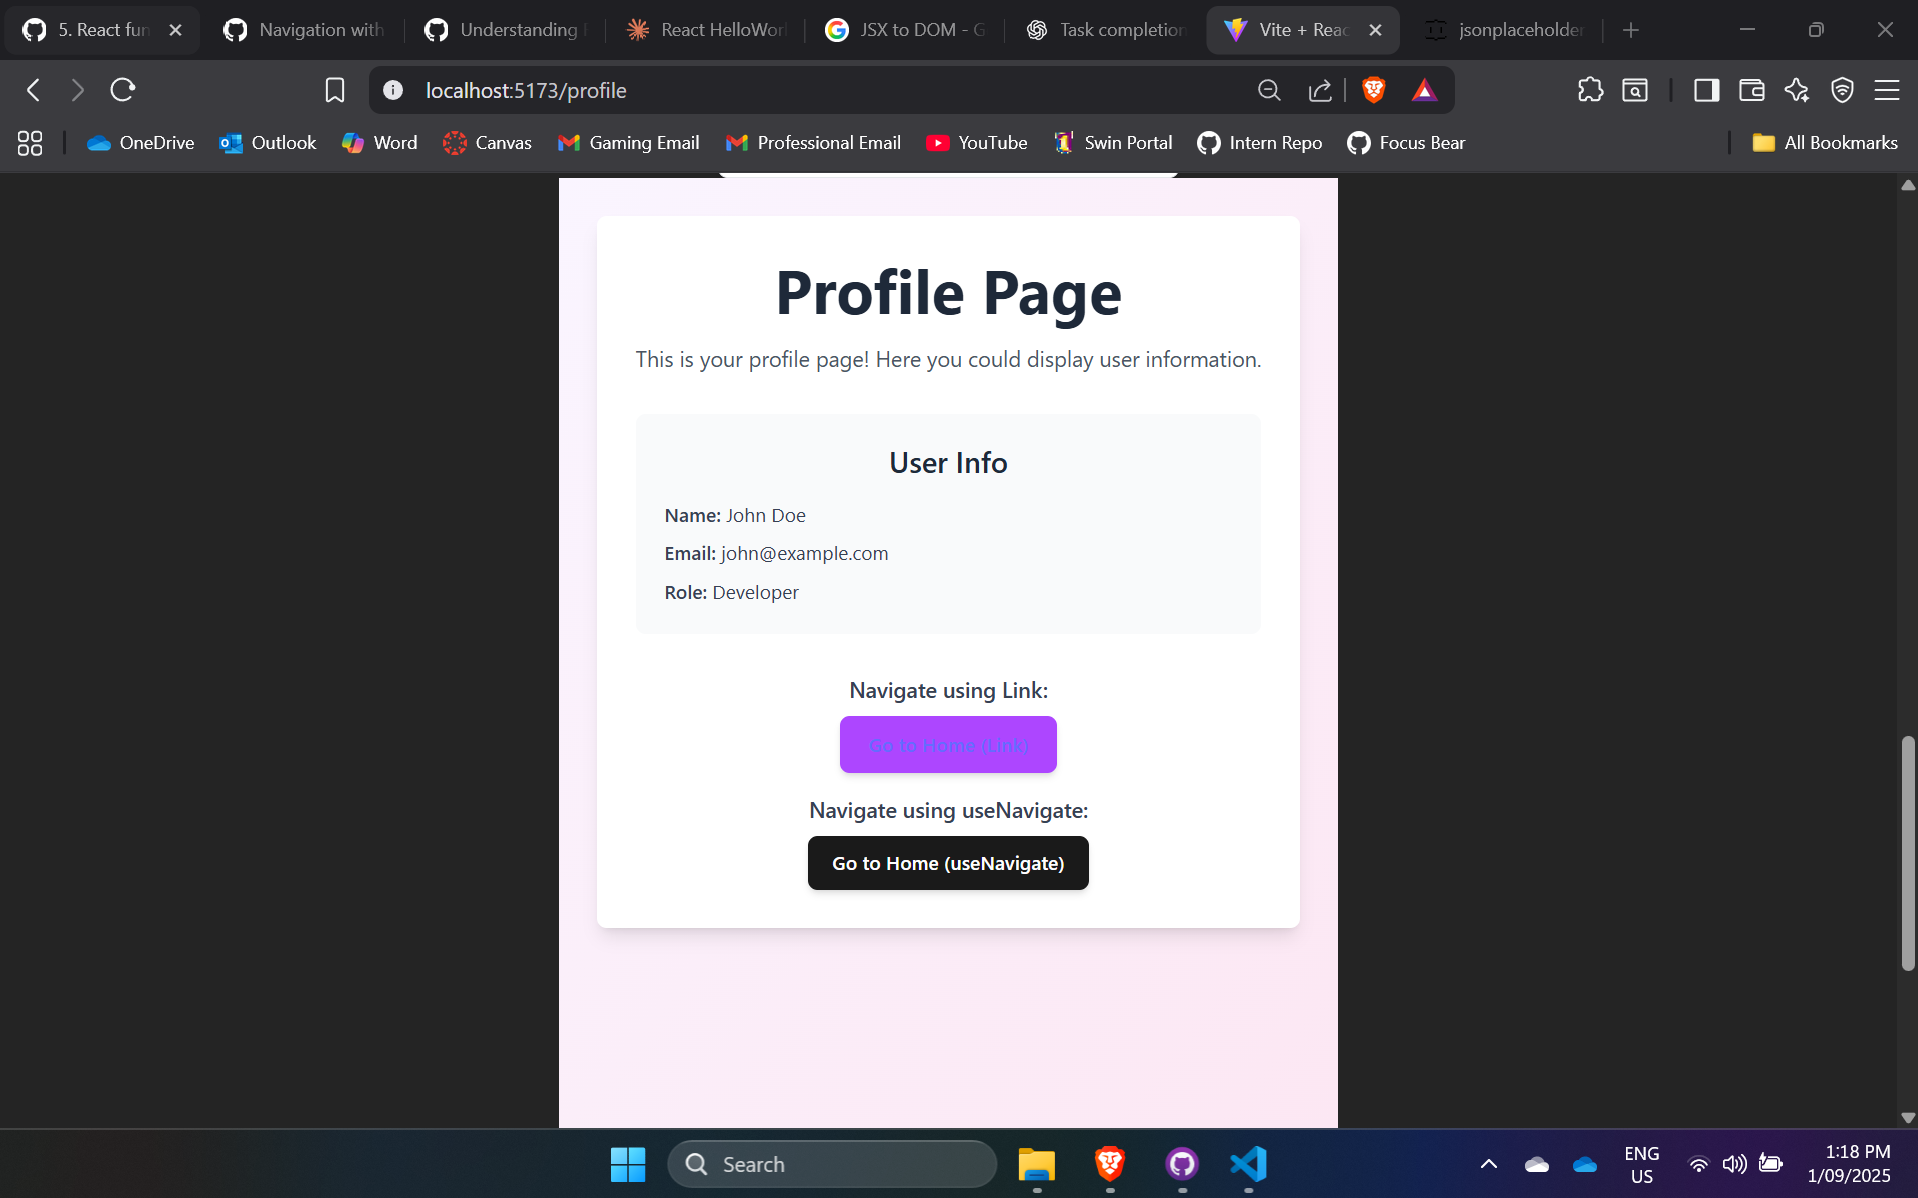 5. React fun
Navigation with
Understanding
React HelloWorl
JSX to DOM - G
Task completion
Vite + Reac
jsonplaceholder
localhost:5173/profile
OneDrive
Outlook
Word
Canvas
Gaming Email
Professional Email
YouTube
Swin Portal
Intern Repo
Focus Bear
All Bookmarks
Profile Page
This is your profile page! Here you could display user information.
User Info
Name: John Doe
Email: john@example.com
Role: Developer
Navigate using Link:
Go to Home (Link)
Navigate using useNavigate:
Go to Home (useNavigate)
Search
ENG
US
1:18 PM
1/09/2025